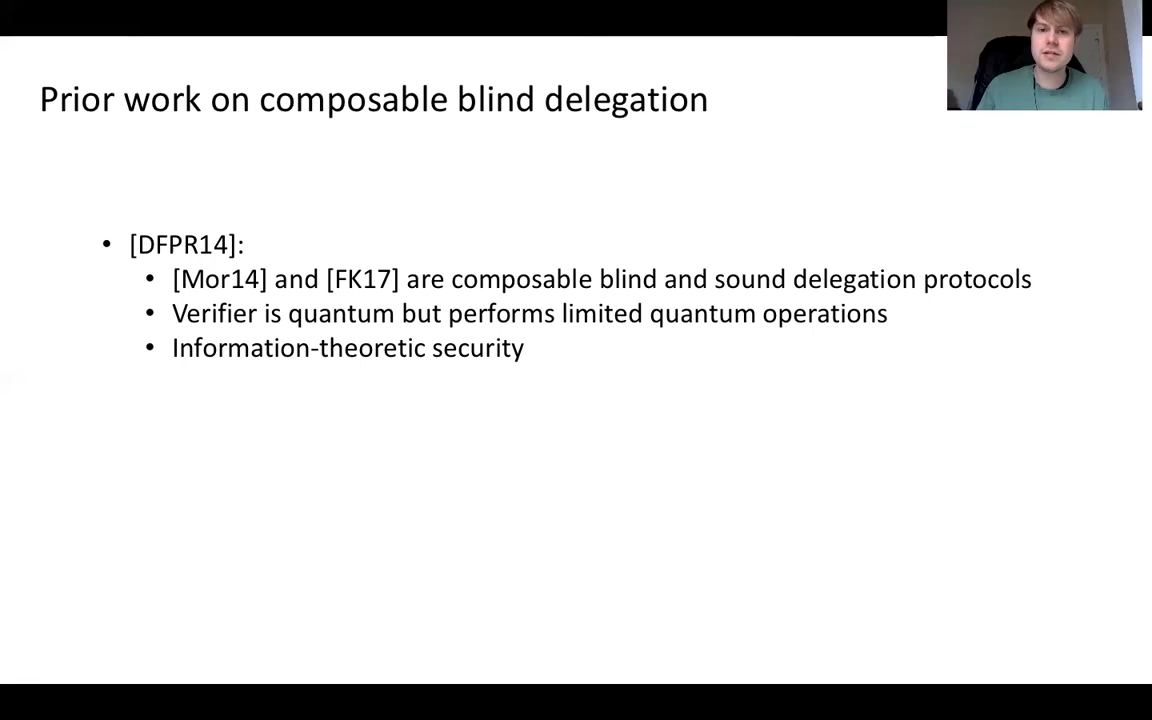 Prior work on composable blind delegation
• [DFPR14]:
• [Mor14] and [FK17] are composable blind and sound delegation protocols
• Verifier is quantum but performs limited quantum operations
• Information-theoretic security